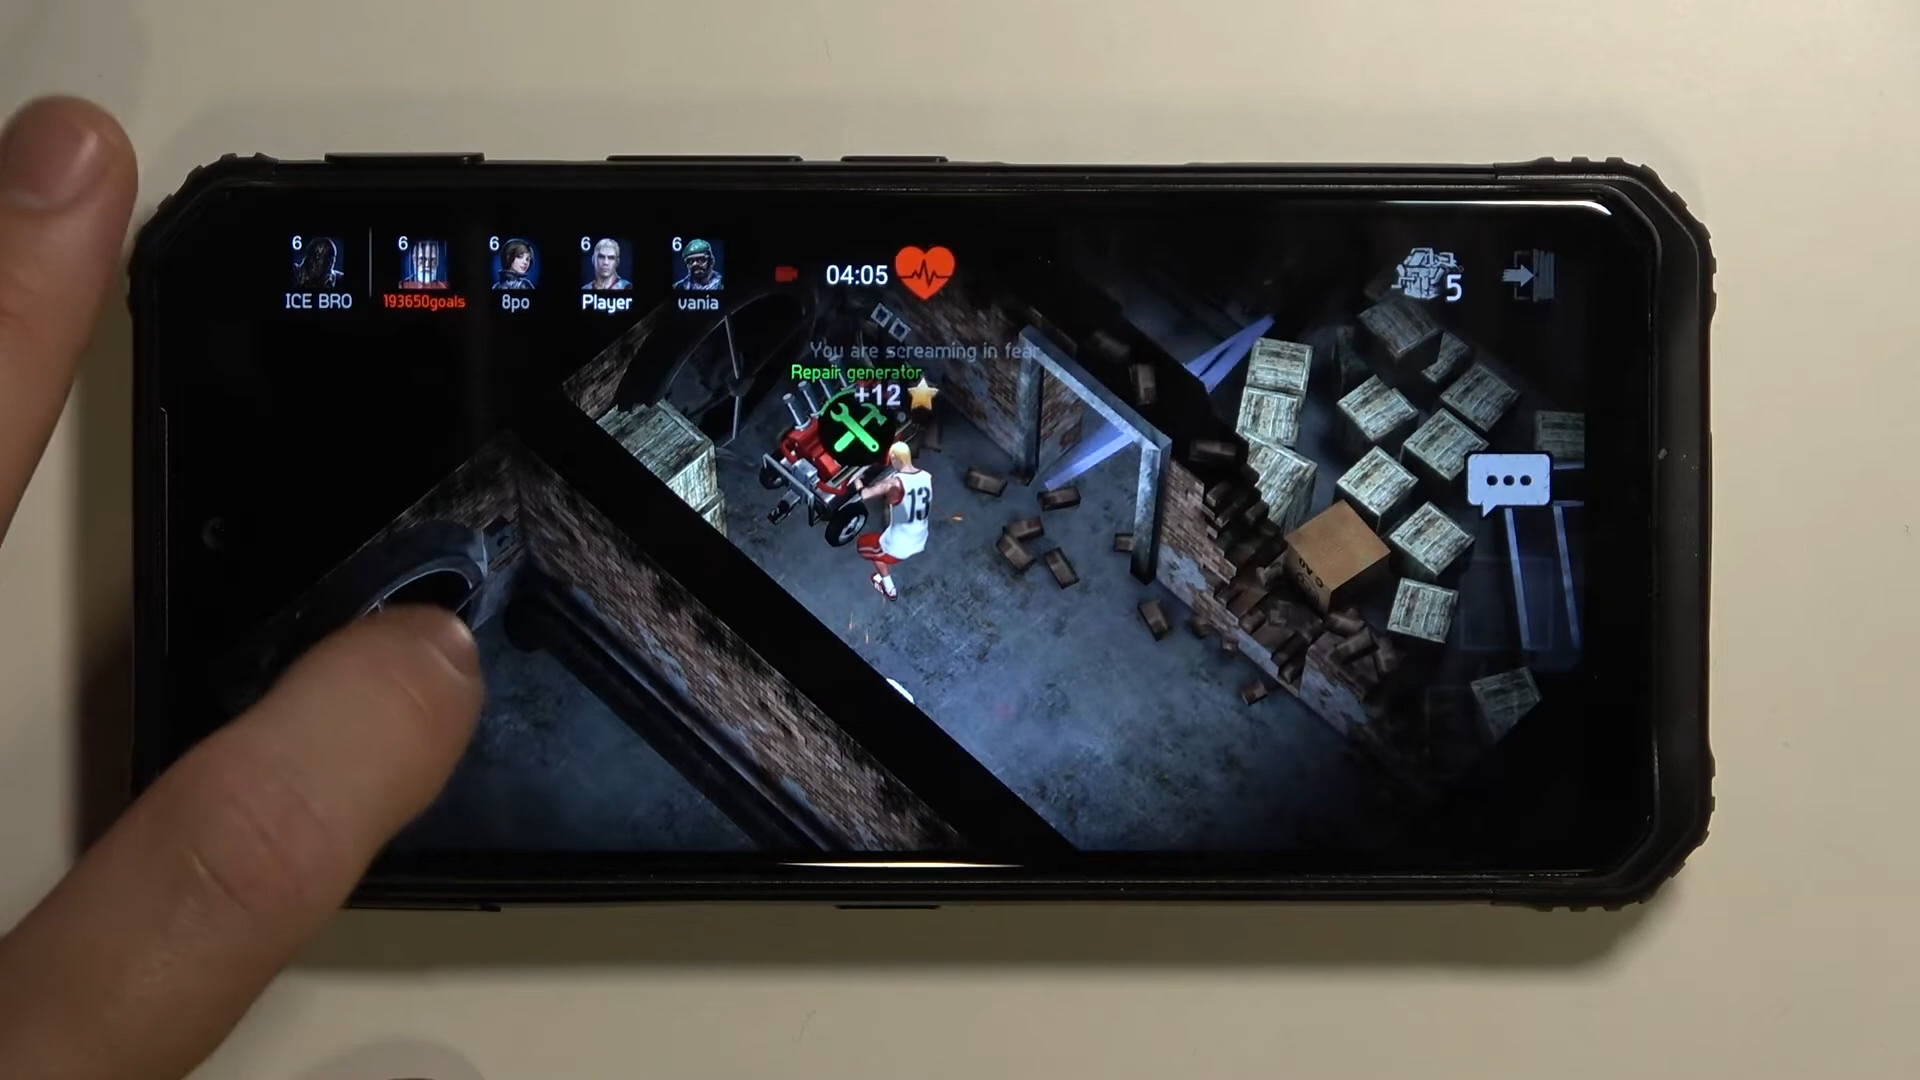 6 6 6 6 6
ICE BRO 193650goals 8po Player vania
04:05
5
You are screaming in fear
Repair generator
+12
13